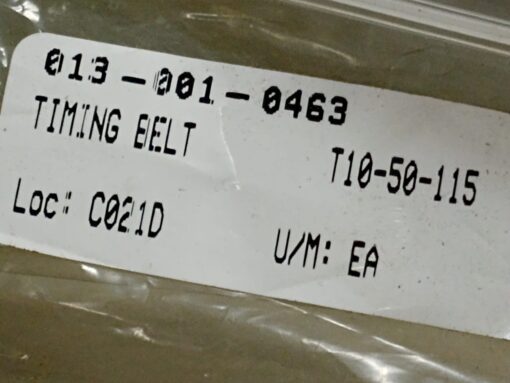 013-001-0463
TIMING BELT T10-50-115
Loc: C021D U/M: EA